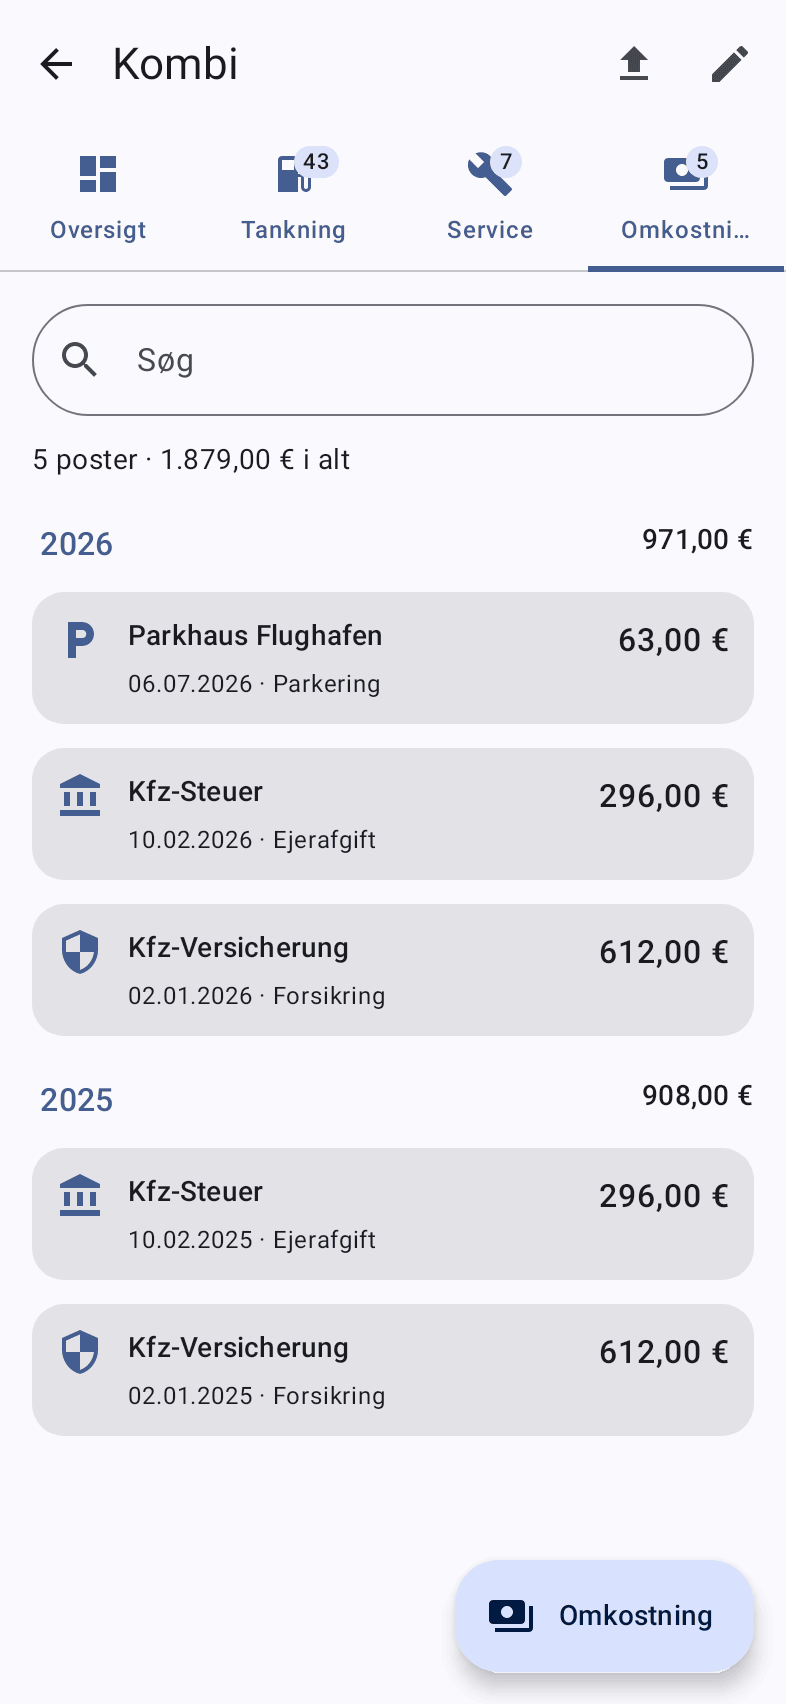 Kombi
43
7
5
Oversigt
Tankning
Service
Omkostni…
Søg
5 poster · 1.879,00 € i alt
2026
971,00 €
Parkhaus Flughafen
63,00 €
06.07.2026 · Parkering
Kfz-Steuer
296,00 €
10.02.2026 · Ejerafgift
Kfz-Versicherung
612,00 €
02.01.2026 · Forsikring
2025
908,00 €
Kfz-Steuer
296,00 €
10.02.2025 · Ejerafgift
Kfz-Versicherung
612,00 €
02.01.2025 · Forsikring
Omkostning